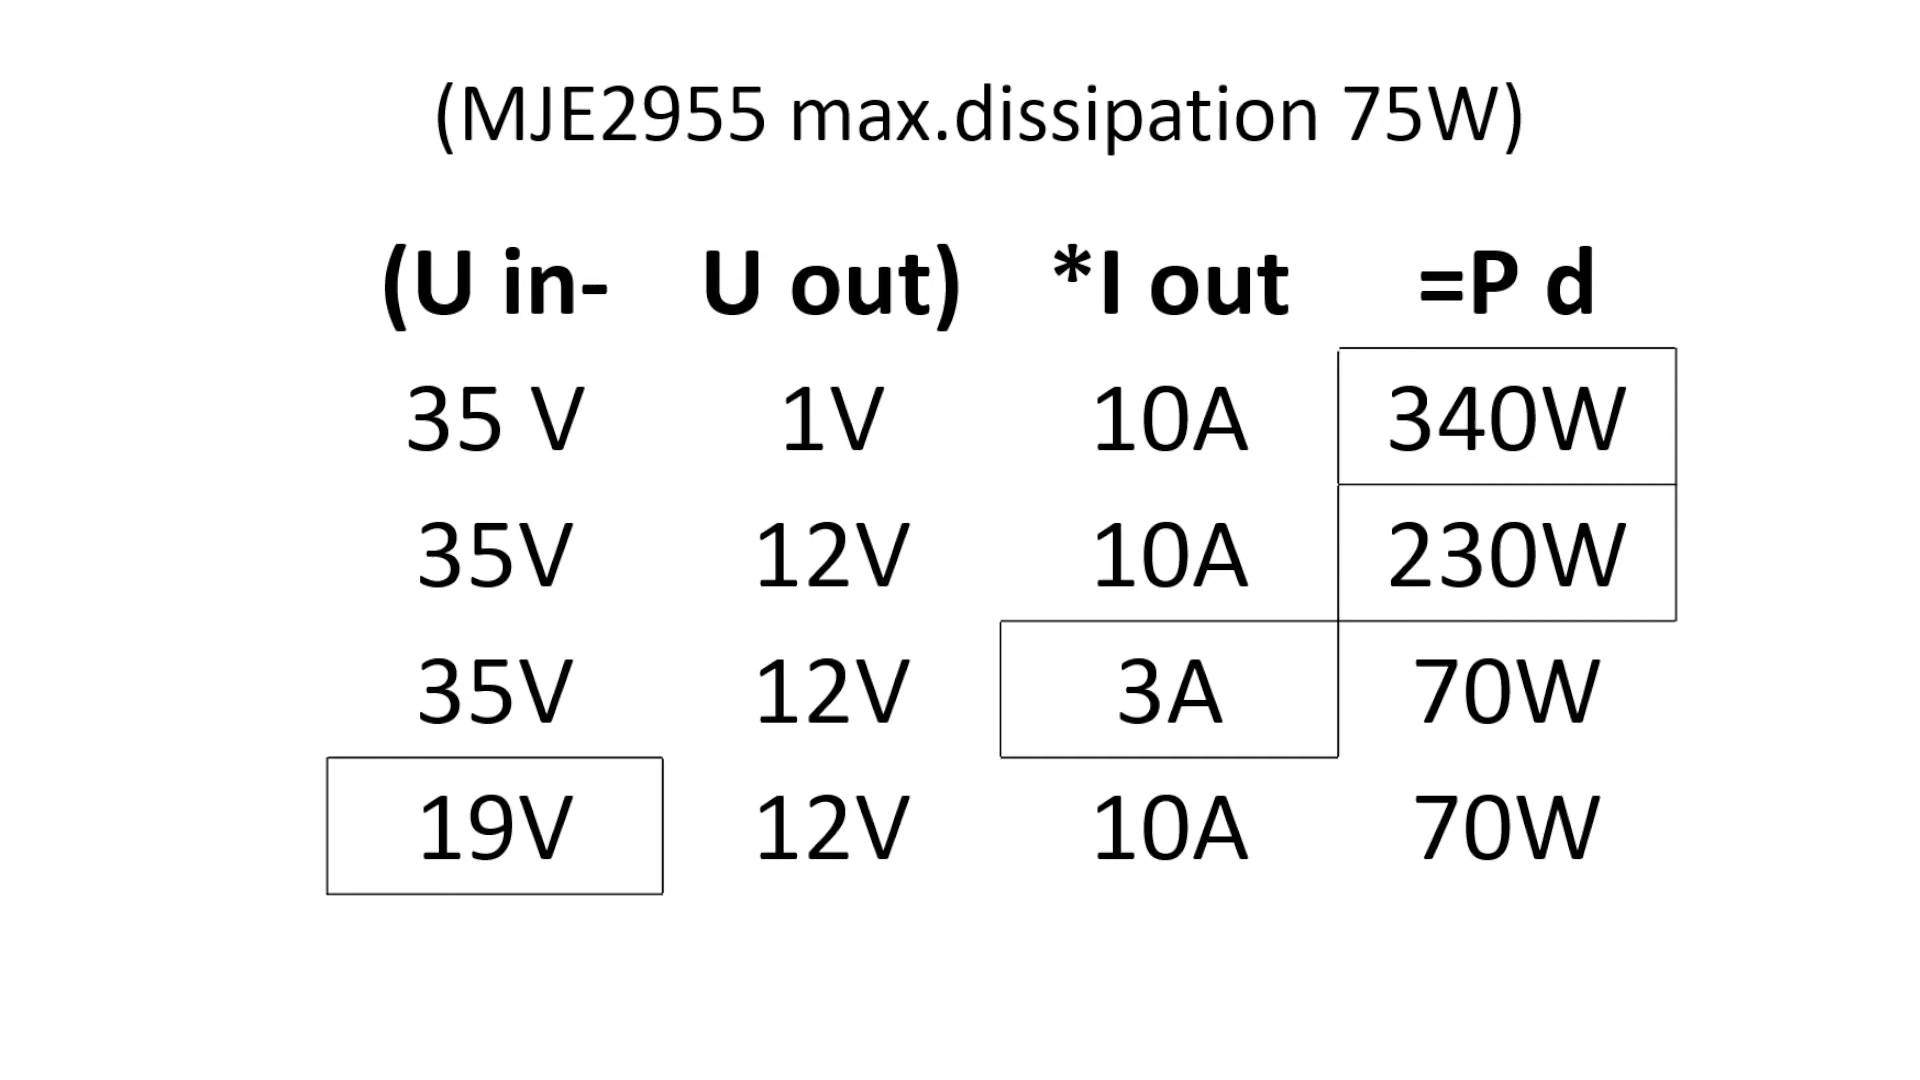 (MJE2955 max.dissipation 75W)
(U in- U out) *I out =P d
35 V 1V 10A 340W
35V 12V 10A 230W
35V 12V 3A 70W
19V 12V 10A 70W